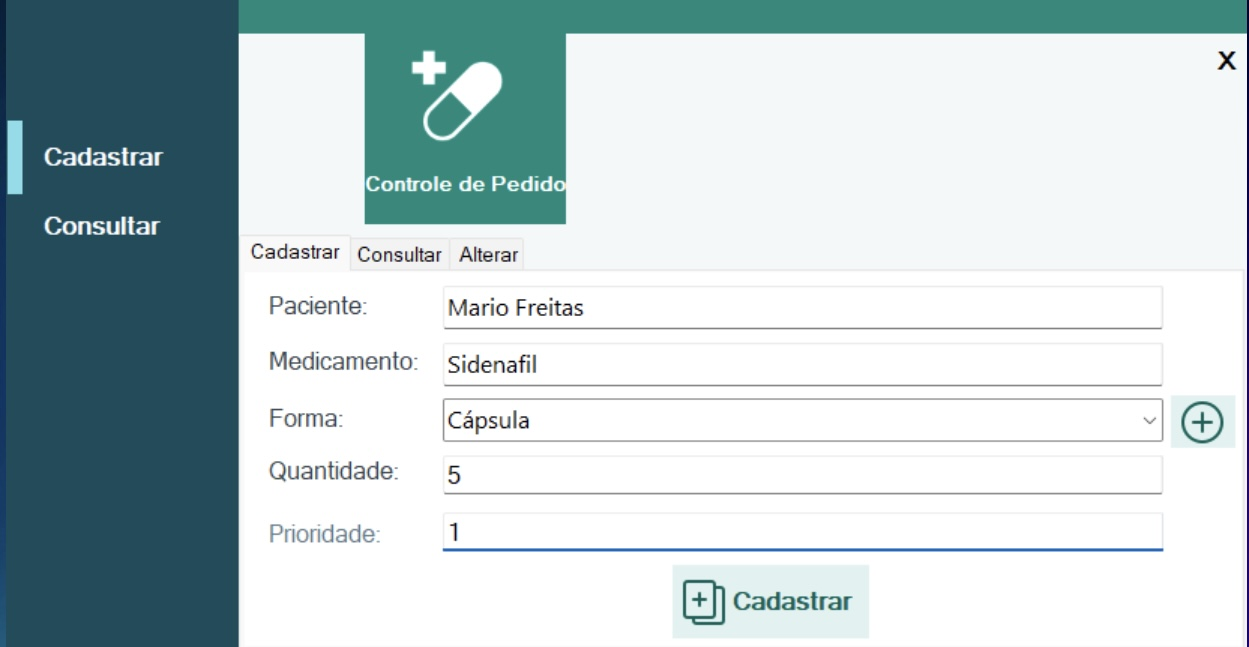 X
Cadastrar
Consultar
Controle de Pedido
Cadastrar Consultar Alterar
Paciente: Mario Freitas
Medicamento: Sidenafil
Forma: Cápsula
Quantidade: 5
Prioridade: 1
Cadastrar